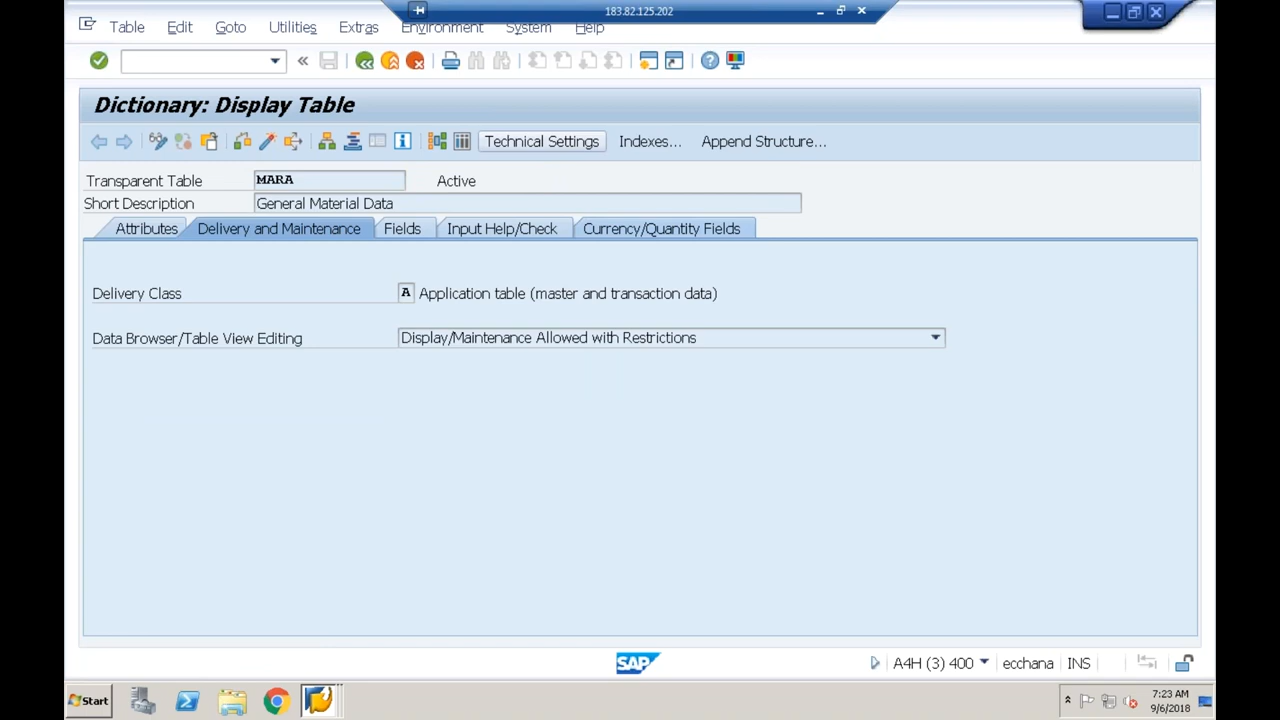 183.82.125.202
Table Edit Goto Utilities Extras Environment System Help
Dictionary: Display Table
Technical Settings Indexes... Append Structure...
Transparent Table MARA Active
Short Description General Material Data
Attributes Delivery and Maintenance Fields Input Help/Check Currency/Quantity Fields
Delivery Class A Application table (master and transaction data)
Data Browser/Table View Editing Display/Maintenance Allowed with Restrictions
SAP A4H (3) 400 ecchana INS
Start 7:23 AM
9/6/2018